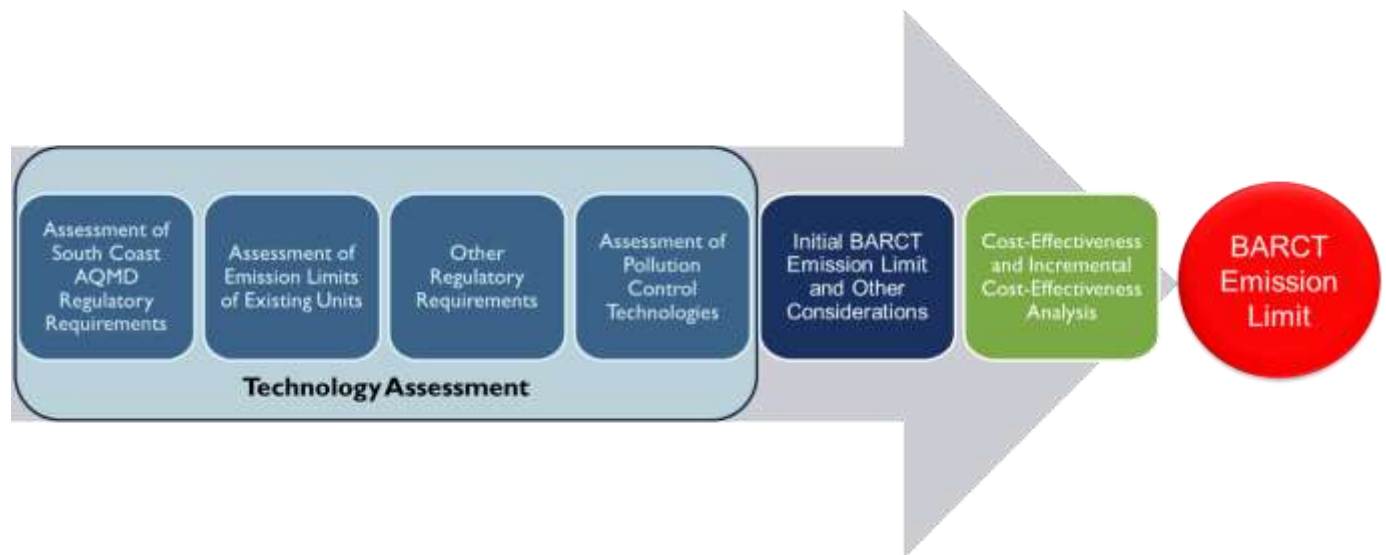 Assessment of
South Coast
AQMD
Regulatory
Requirements
Assessment of
Emission Limits
of Existing Units
Other
Regulatory
Requirements
Assessment of
Pollution
Control
Technologies
Initial BARCT
Emission Limit
and Other
Considerations
Cost-Effectiveness
and Incremental
Cost-Effectiveness
Analysis
BARCT
Emission
Limit
Technology Assessment